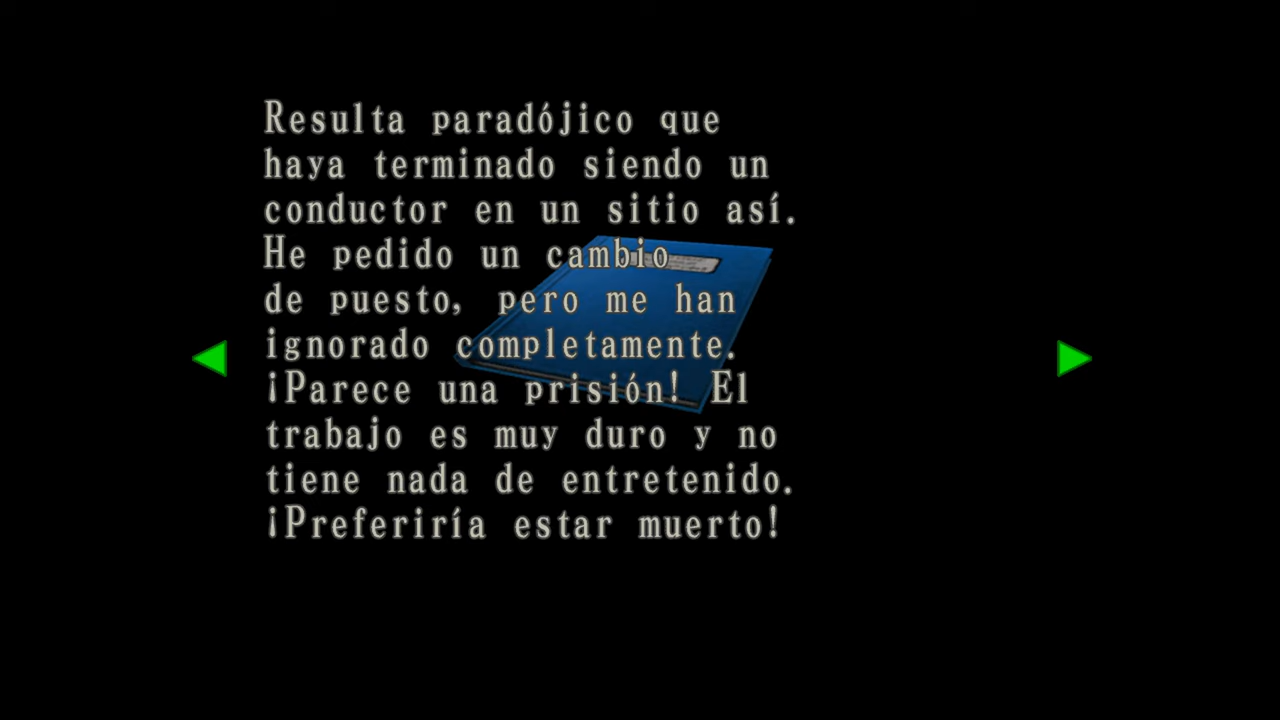 Resulta paradójico que
haya terminado siendo un
conductor en un sitio así.
He pedido un cambio
de puesto, pero me han
ignorado completamente.
¡Parece una prisión! El
trabajo es muy duro y no
tiene nada de entretenido.
¡Preferiría estar muerto!